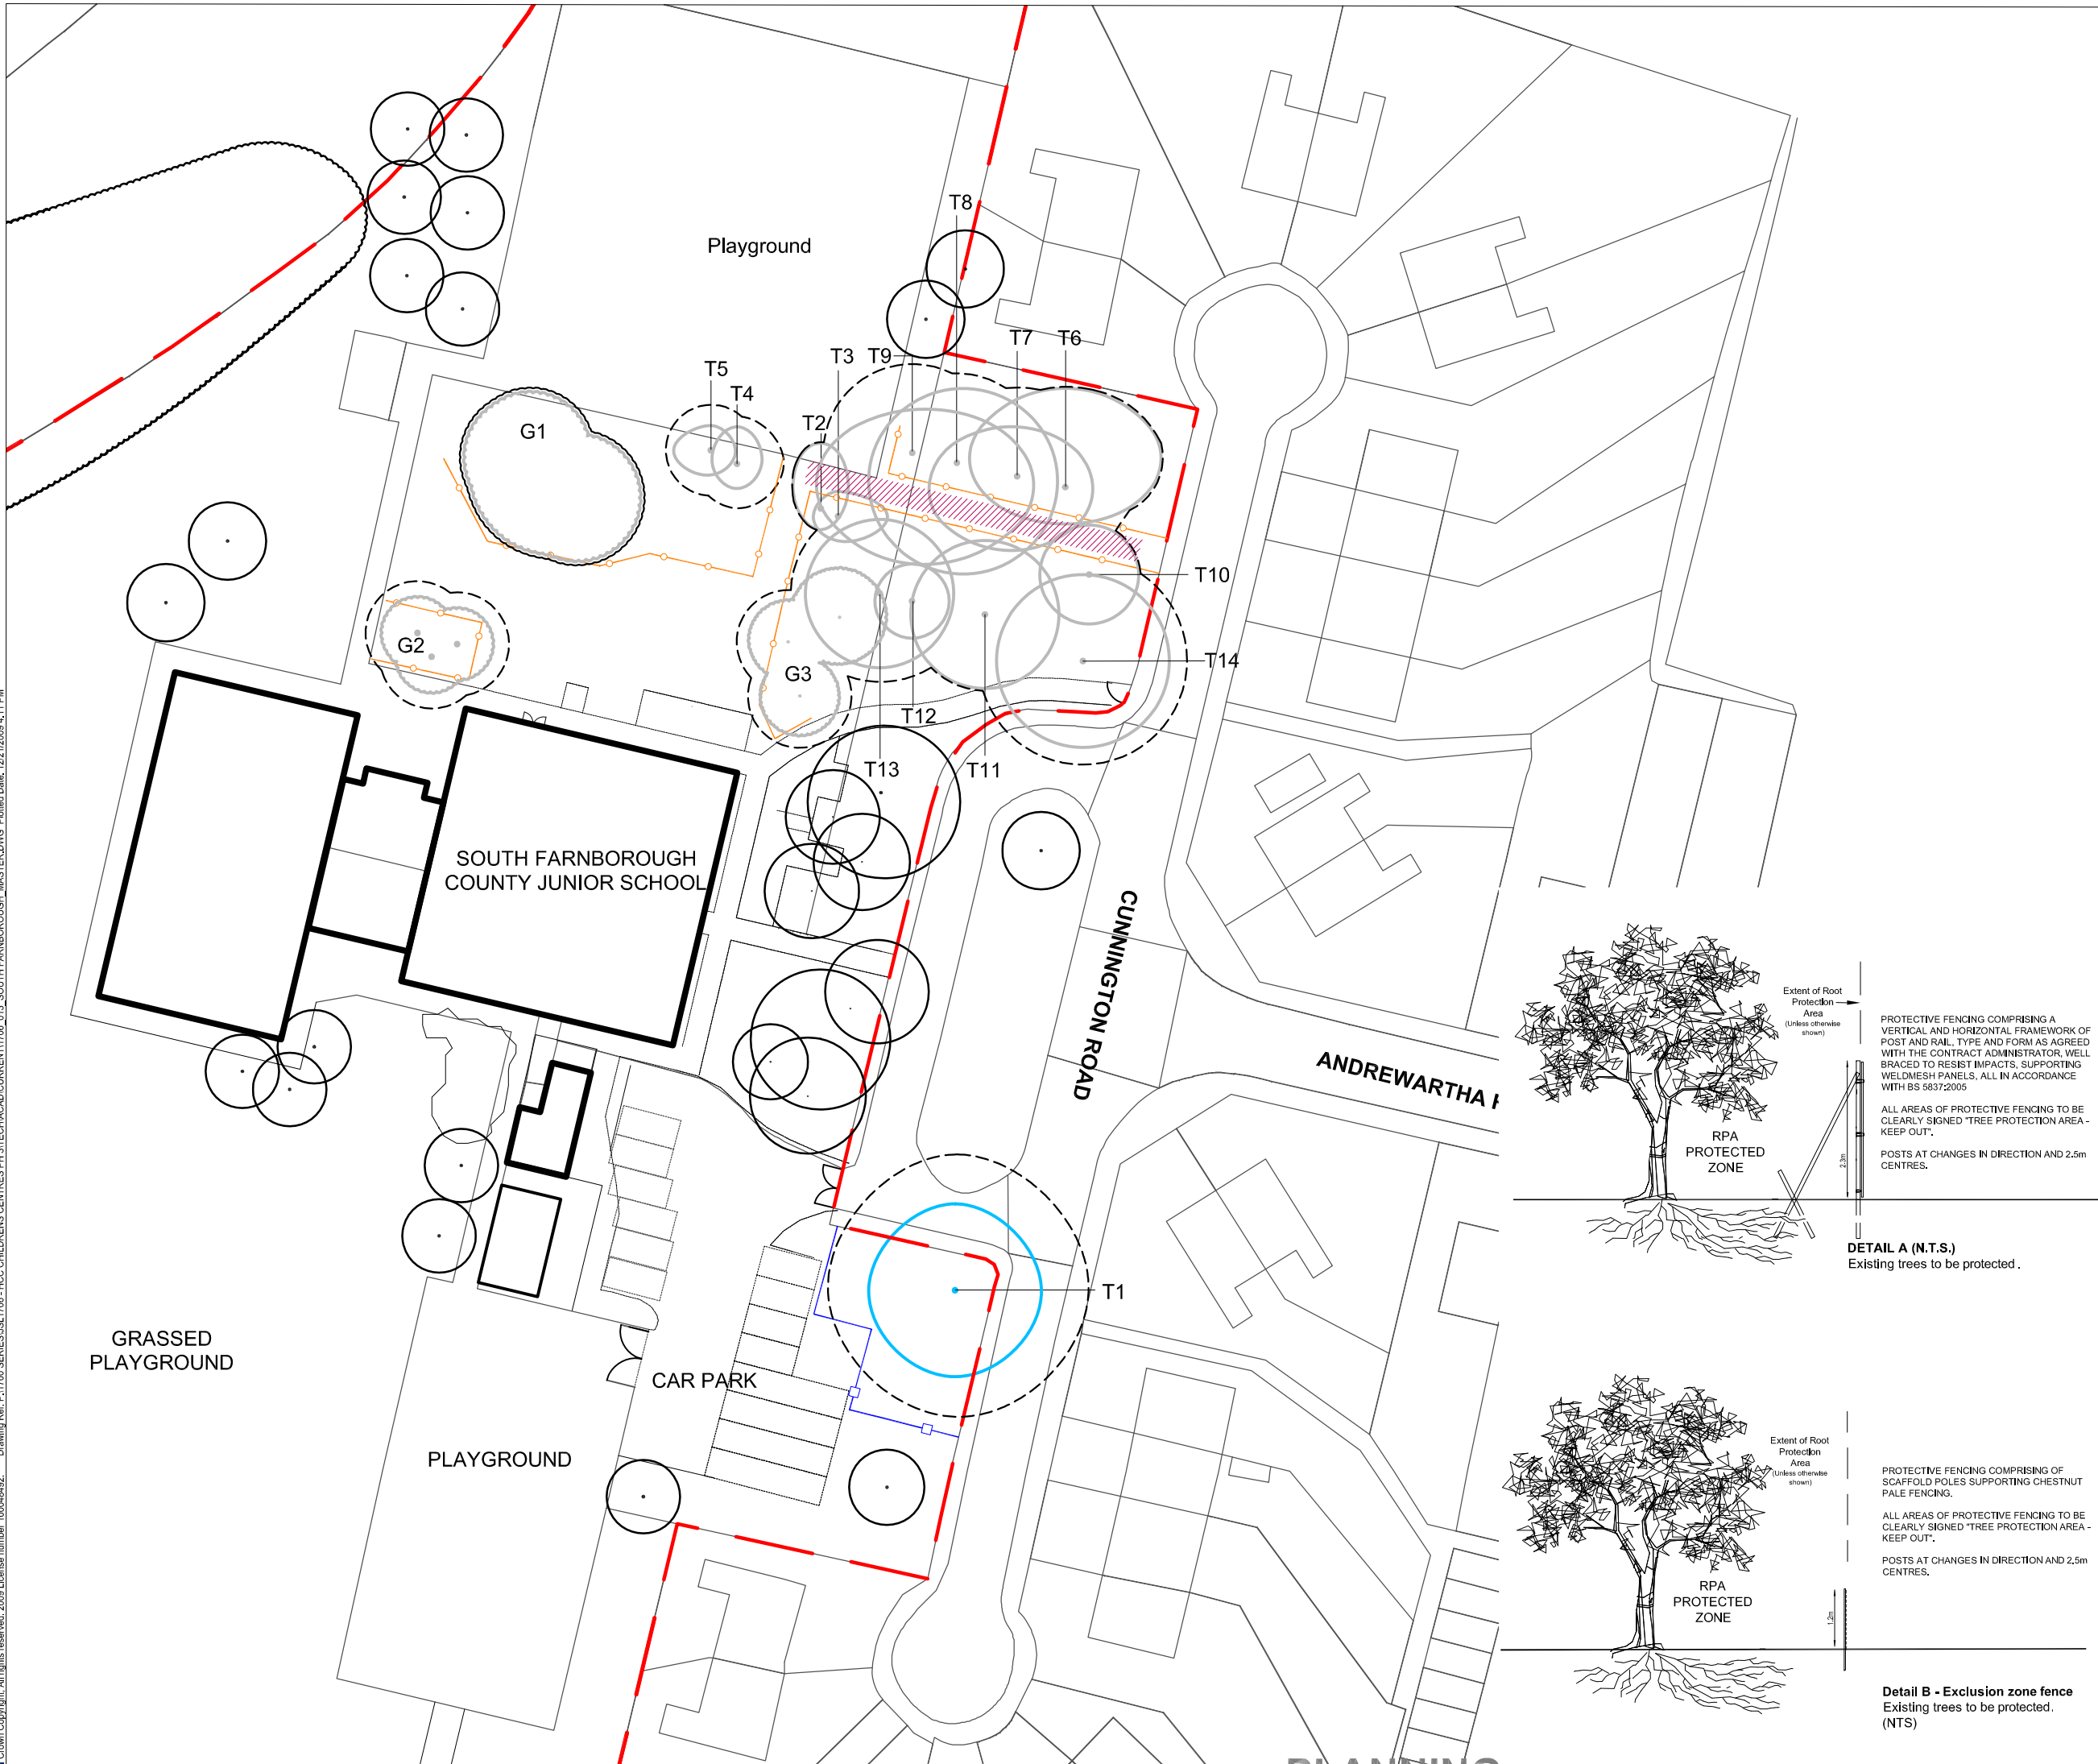 Playground
T8
T7
T6
T3
T9
T5
T4
T2
G1
T10
G2
T14
G3
T12
T13
T11
SOUTH FARNBOROUGH
COUNTY JUNIOR SCHOOL
CUNNINGTON ROAD
ANDREWARTHA
T1
GRASSED
PLAYGROUND
CAR PARK
PLAYGROUND
Extent of Root
Protection
Area
(Unless otherwise
shown)
PROTECTIVE FENCING COMPRISING A
VERTICAL AND HORIZONTAL FRAMEWORK OF
POST AND RAIL, TYPE AND FORM AS AGREED
WITH THE CONTRACT ADMINISTRATOR, WELL
BRACED TO RESIST IMPACTS, SUPPORTING
WELDMESH PANELS, ALL IN ACCORDANCE
WITH BS 5837:2005
ALL AREAS OF PROTECTIVE FENCING TO BE
CLEARLY SIGNED "TREE PROTECTION AREA -
KEEP OUT".
POSTS AT CHANGES IN DIRECTION AND 2.5m
CENTRES.
RPA
PROTECTED
ZONE
2.3m
DETAIL A (N.T.S.)
Existing trees to be protected.
Extent of Root
Protection
Area
(Unless otherwise
shown)
PROTECTIVE FENCING COMPRISING OF
SCAFFOLD POLES SUPPORTING CHESTNUT
PALE FENCING.
ALL AREAS OF PROTECTIVE FENCING TO BE
CLEARLY SIGNED "TREE PROTECTION AREA -
KEEP OUT".
POSTS AT CHANGES IN DIRECTION AND 2.5m
CENTRES.
RPA
PROTECTED
ZONE
1.2m
Detail B - Exclusion zone fence
Existing trees to be protected.
(NTS)
PLANNING